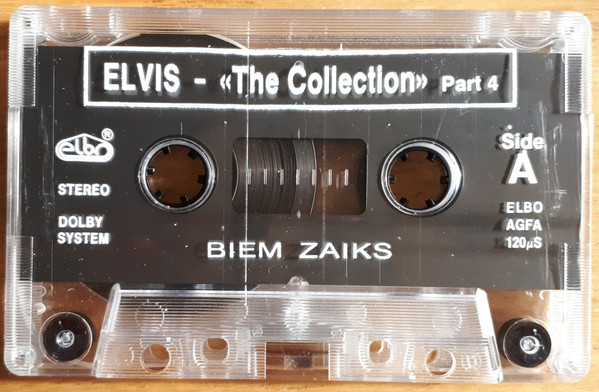 ELVIS - «The Collection» Part 4
elbo®
STEREO
DOLBY
SYSTEM
Side
A
ELBO
AGFA
120µS
BIEM ZAIKS